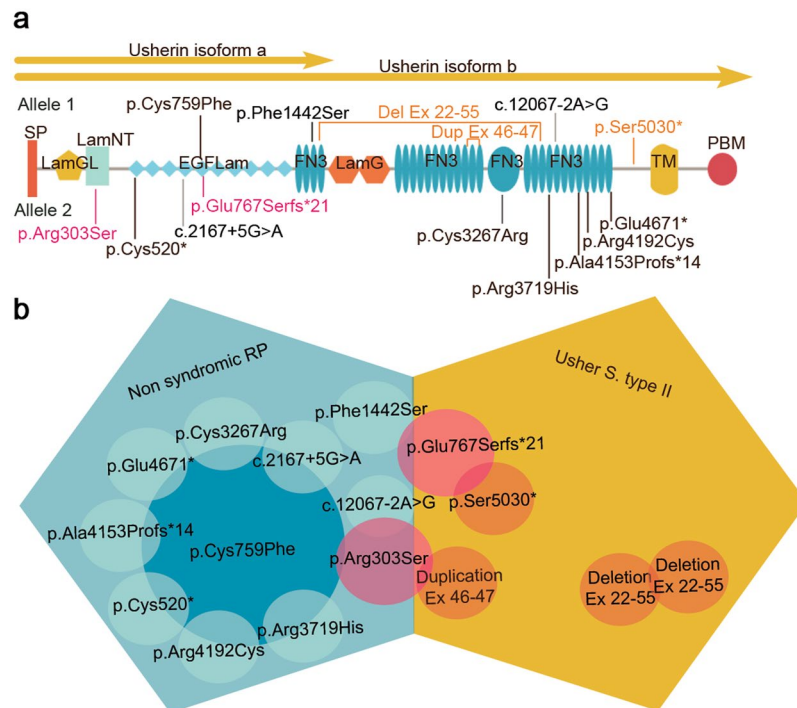 a
Usherin isoform a
Usherin isoform b
Allele 1
p.Cys759Phe
p.Phe1442Ser
Del Ex 22-55
c.12067-2A>G
Dup Ex 46-47
p.Ser5030*
SP
LamNT
PBM
LamGL
EGFLam
FN3
LamG
FN3
FN3
FN3
TM
Allele 2
p.Arg303Ser
p.Cys520*
c.2167+5G>A
p.Glu767Serfs*21
p.Cys3267Arg
p.Glu4671*
p.Arg4192Cys
p.Ala4153Profs*14
p.Arg3719His
b
Non syndromic RP
Usher S. type II
p.Phe1442Ser
p.Cys3267Arg
p.Glu767Serfs*21
p.Glu4671*
c.2167+5G>A
c.12067-2A>G
p.Ser5030*
p.Ala4153Profs*14
p.Cys759Phe
p.Arg303Ser
Duplication
Ex 46-47
Deletion
Ex 22-55
Deletion
Ex 22-55
p.Cys520*
p.Arg3719His
p.Arg4192Cys